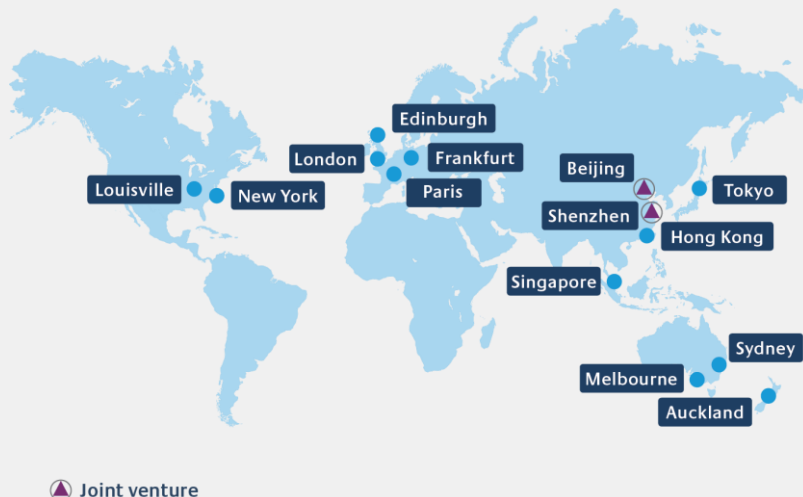 Edinburgh
London
Frankfurt
Paris
Louisville
New York
Beijing
Tokyo
Shenzhen
Hong Kong
Singapore
Sydney
Melbourne
Auckland
Joint venture